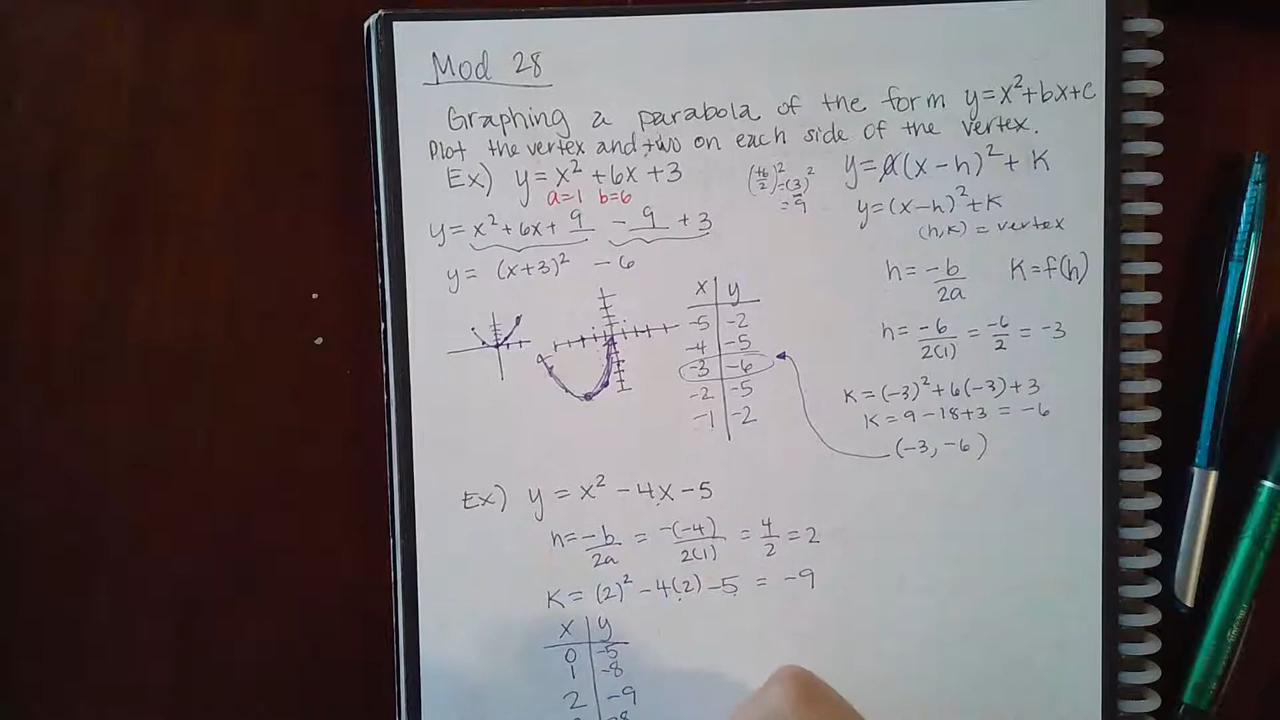 Mod 28
Graphing a parabola of the form y=x²+bx+c
Plot the vertex and two on each side of the vertex.
Ex) y = x² + 6x + 3
a=1 b=6
y = x² + 6x + 9 - 9 + 3
y = (x+3)² - 6
(+6/2)² = (3)²
= 9
y = a(x-h)² + K
y = (x-h)² + K
(h,K) = vertex
h = -b/2a K = f(h)
h = -6/2(1) = -6/2 = -3
K = (-3)² + 6(-3) + 3
K = 9 - 18 + 3 = -6
(-3, -6)
x | y
-5 | -2
-4 | -5
-3 | -6
-2 | -5
-1 | -2
Ex) y = x² - 4x - 5
h = -b/2a = -(-4)/2(1) = 4/2 = 2
K = (2)² - 4(2) - 5 = -9
x | y
0 | -5
1 | -8
2 | -9